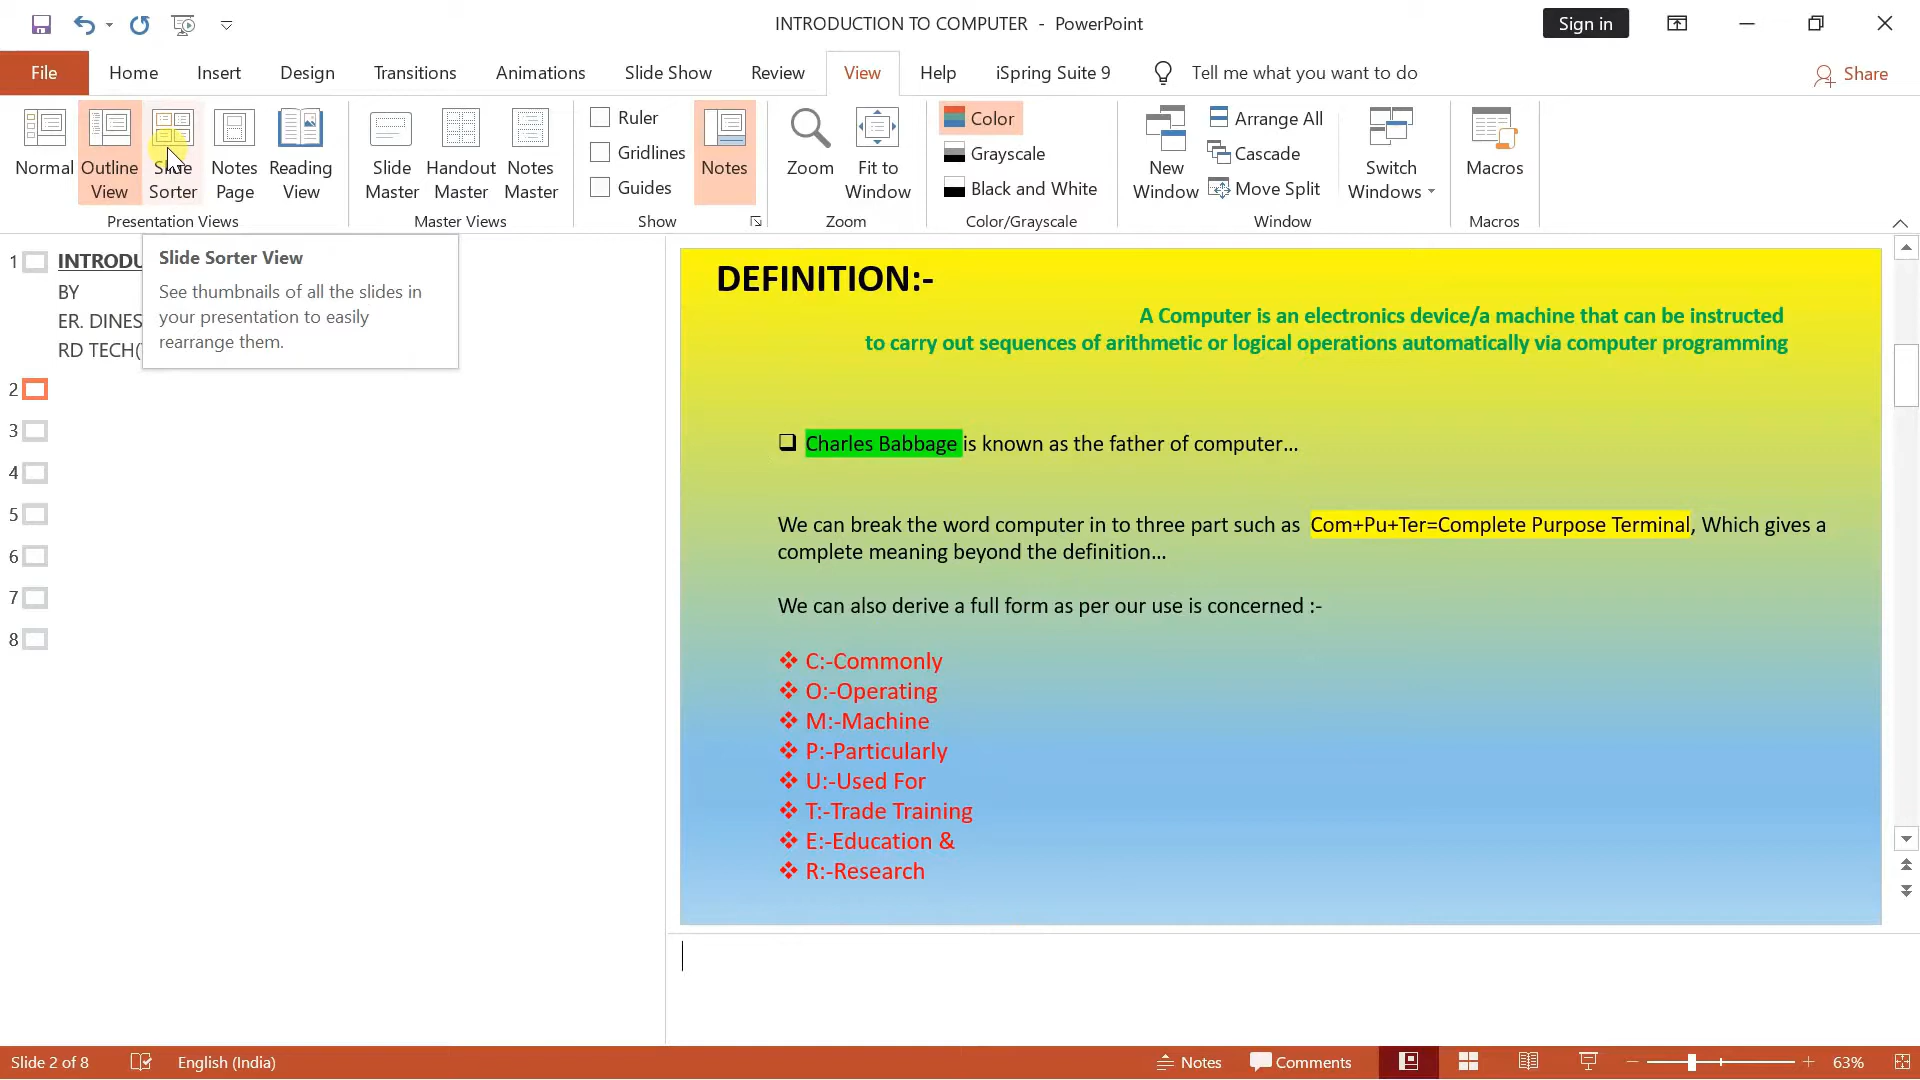 INTRODUCTION TO COMPUTER - PowerPoint
Sign in
File
Home
Insert
Design
Transitions
Animations
Slide Show
Review
View
Help
iSpring Suite 9
Tell me what you want to do
Share
Normal
Outline
View
Slide
Sorter
Notes
Page
Reading
View
Presentation Views
Slide
Master
Handout
Master
Notes
Master
Master Views
Ruler
Gridlines
Guides
Show
Notes
Zoom
Fit to
Window
Zoom
Color
Grayscale
Black and White
Color/Grayscale
New
Window
Arrange All
Cascade
Move Split
Switch
Windows
Window
Macros
Macros
1 INTRODU
BY
ER. DINES
RD TECH(
2
3
4
5
6
7
8
Slide Sorter View
See thumbnails of all the slides in
your presentation to easily
rearrange them.
DEFINITION:-
A Computer is an electronics device/a machine that can be instructed
to carry out sequences of arithmetic or logical operations automatically via computer programming
Charles Babbage is known as the father of computer...
We can break the word computer in to three part such as Com+Pu+Ter=Complete Purpose Terminal, Which gives a
complete meaning beyond the definition...
We can also derive a full form as per our use is concerned :-
C:-Commonly
O:-Operating
M:-Machine
P:-Particularly
U:-Used For
T:-Trade Training
E:-Education &
R:-Research
Slide 2 of 8
English (India)
Notes
Comments
63%